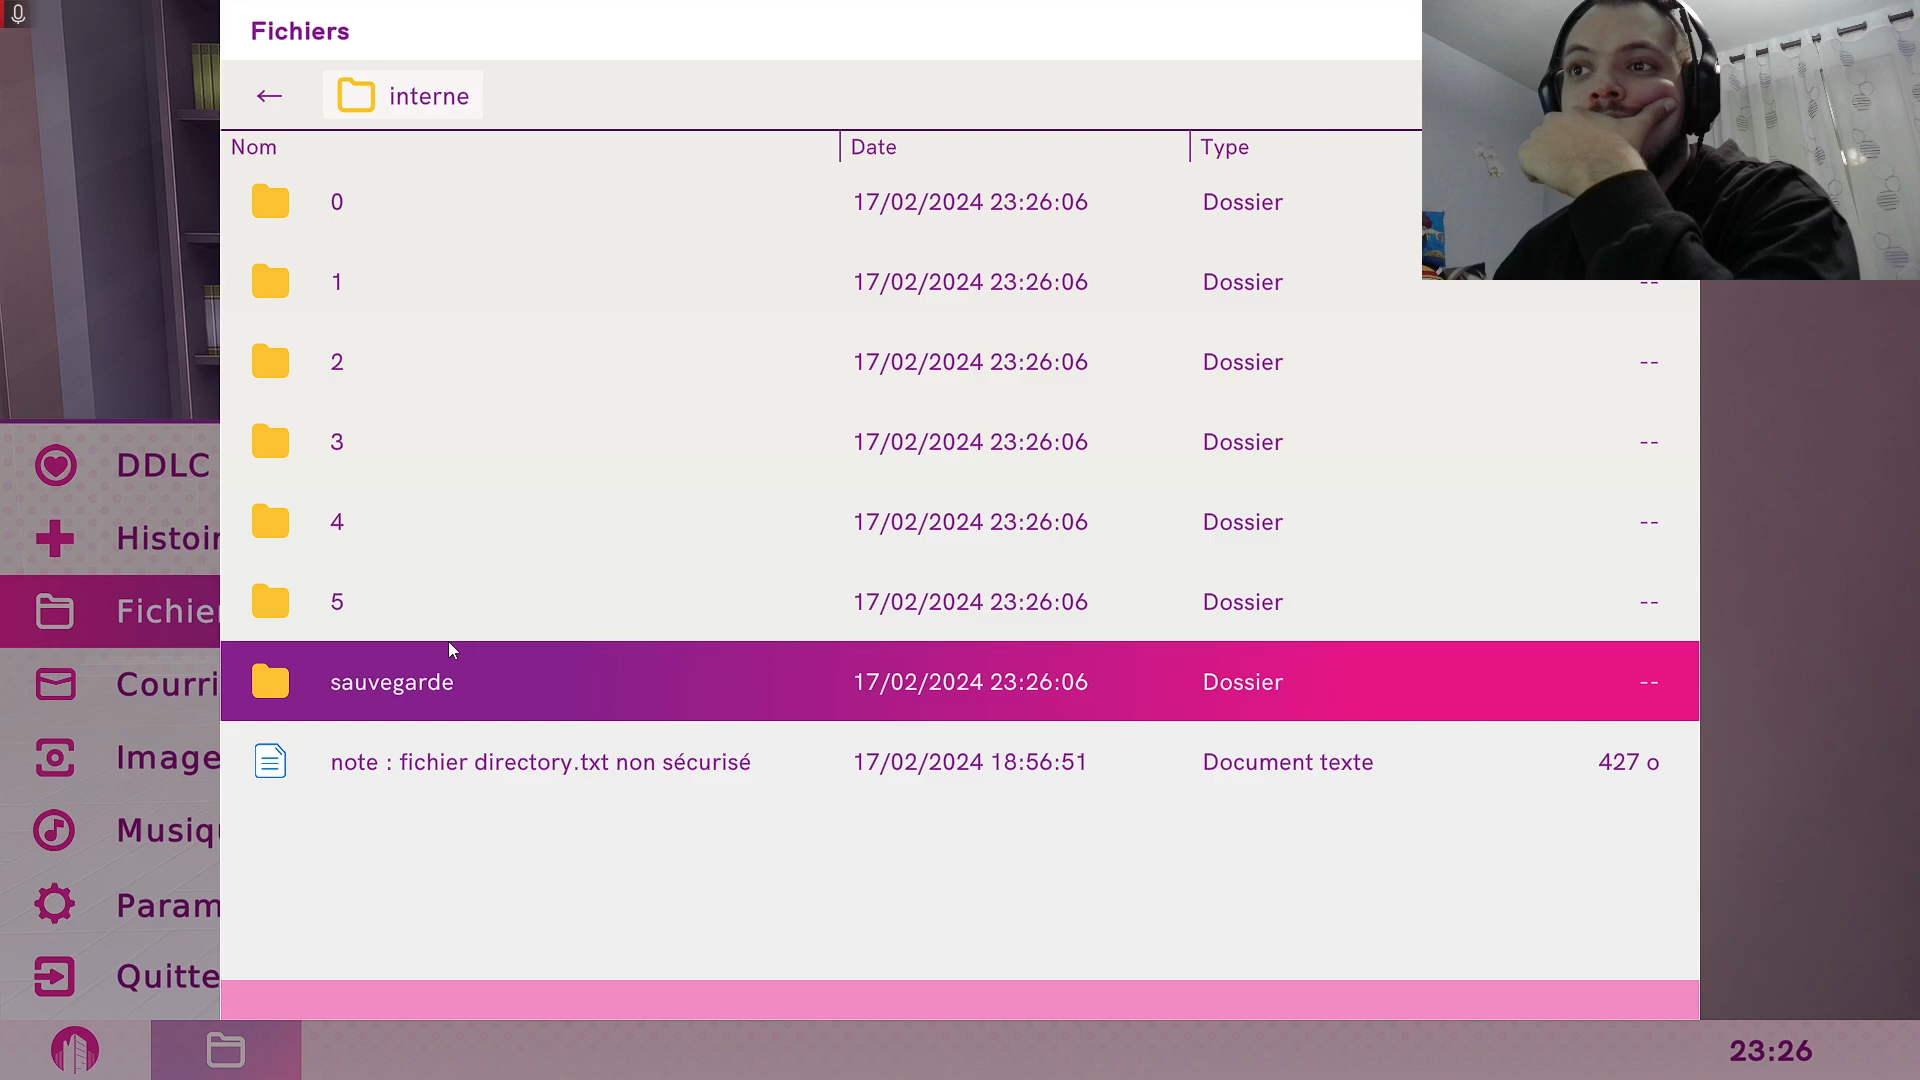 Fichiers
interne
Nom Date Type
0 17/02/2024 23:26:06 Dossier
1 17/02/2024 23:26:06 Dossier --
2 17/02/2024 23:26:06 Dossier --
3 17/02/2024 23:26:06 Dossier --
4 17/02/2024 23:26:06 Dossier --
5 17/02/2024 23:26:06 Dossier --
sauvegarde 17/02/2024 23:26:06 Dossier --
note : fichier directory.txt non sécurisé 17/02/2024 18:56:51 Document texte 427 o
DDLC
Histoir
Fichier
Courri
Image
Musiq
Param
Quitte
23:26